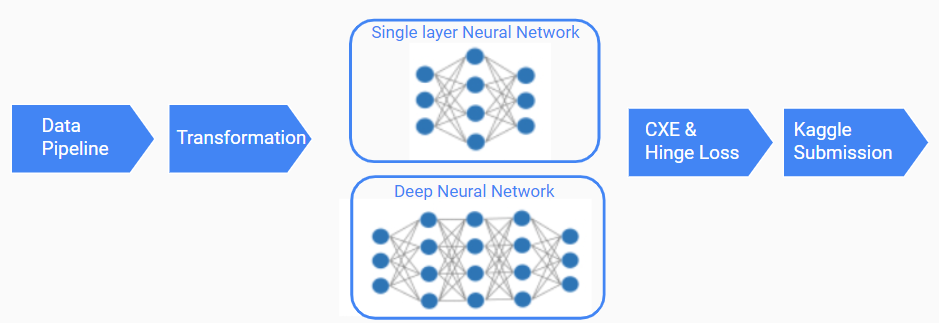 Data
Pipeline
Transformation
Single layer Neural Network
Deep Neural Network
CXE &
Hinge Loss
Kaggle
Submission